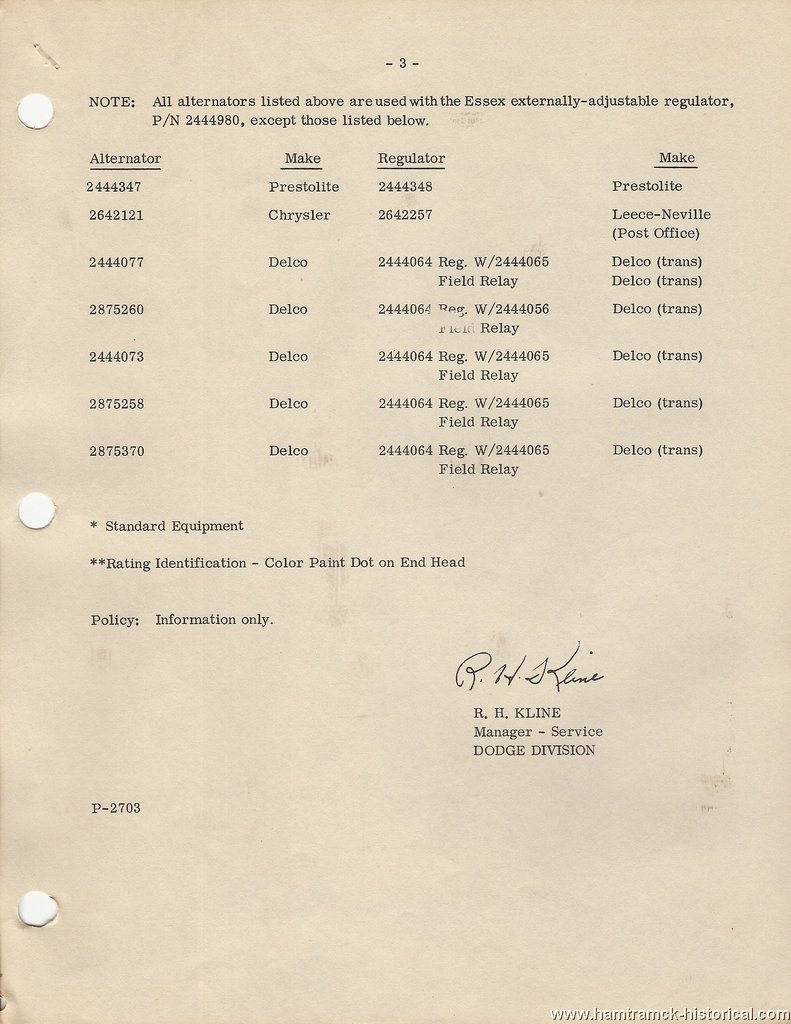 - 3 -
NOTE: All alternators listed above are used with the Essex externally-adjustable regulator,
P/N 2444980, except those listed below.
Alternator Make Regulator Make
2444347 Prestolite 2444348 Prestolite
2642121 Chrysler 2642257 Leece-Neville
(Post Office)
2444077 Delco 2444064 Reg. W/2444065 Delco (trans)
Field Relay Delco (trans)
2875260 Delco 2444064 Reg. W/2444056 Delco (trans)
Field Relay
2444073 Delco 2444064 Reg. W/2444065 Delco (trans)
Field Relay
2875258 Delco 2444064 Reg. W/2444065 Delco (trans)
Field Relay
2875370 Delco 2444064 Reg. W/2444065 Delco (trans)
Field Relay
* Standard Equipment
**Rating Identification - Color Paint Dot on End Head
Policy: Information only.
R. H. Kline
R. H. KLINE
Manager - Service
DODGE DIVISION
P-2703
www.hamtramck-historical.com